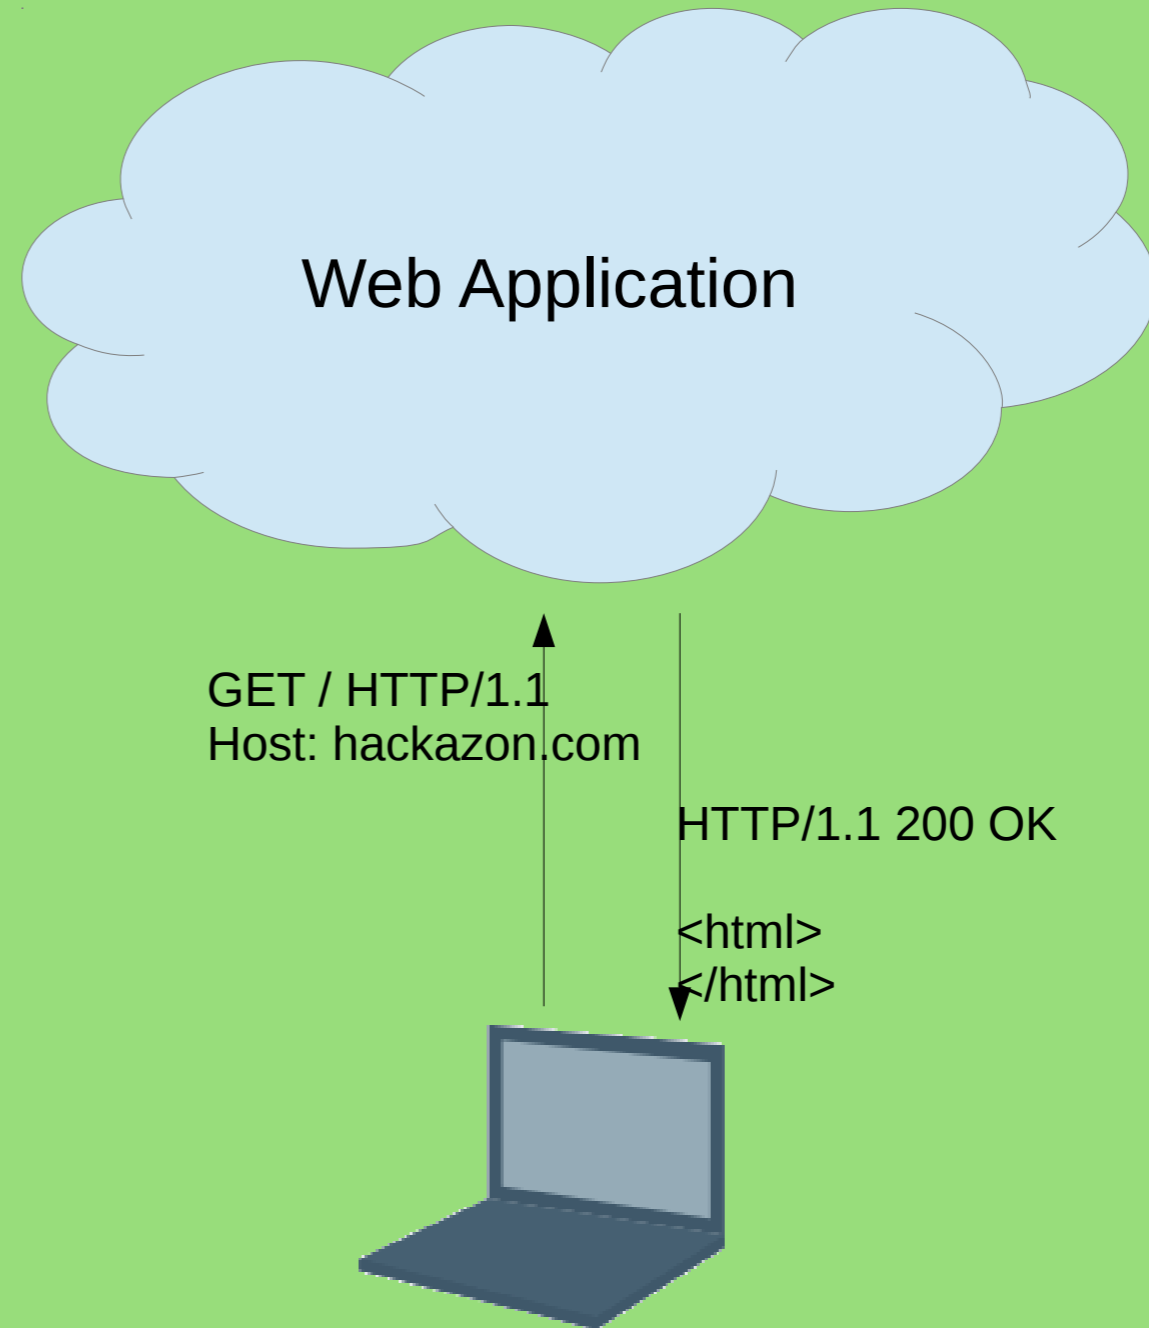 Web Application
GET / HTTP/1.1
Host: hackazon.com
HTTP/1.1 200 OK
<html>
</html>